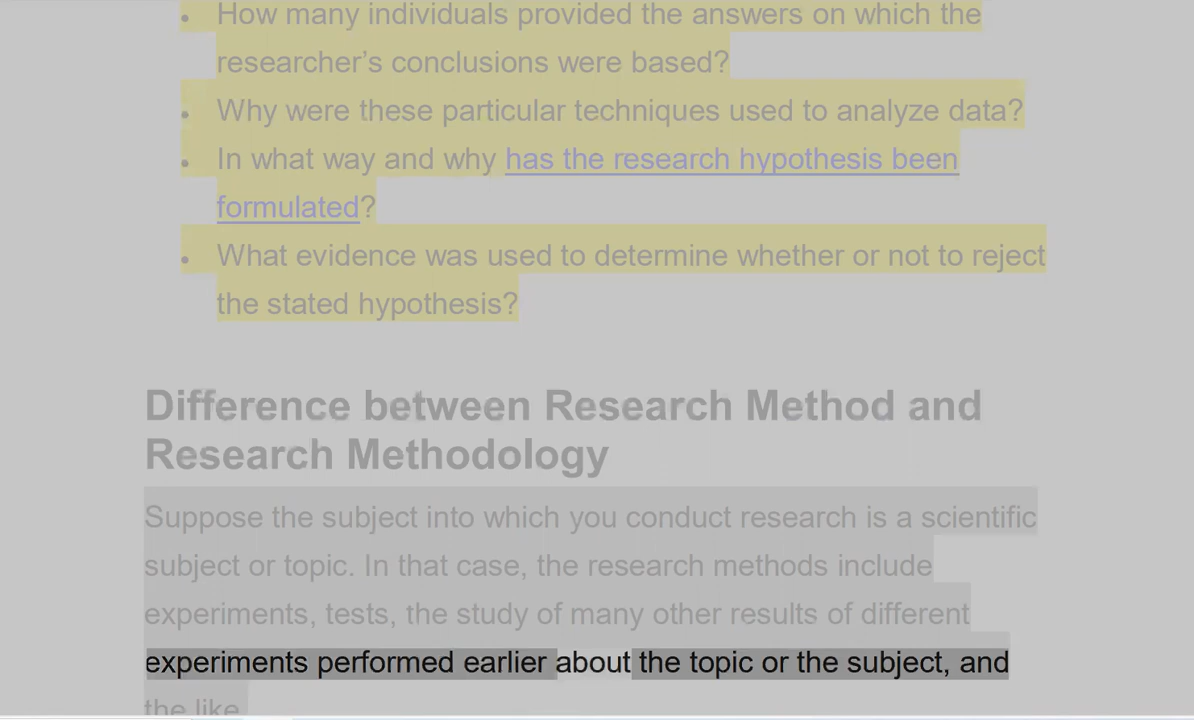 • How many individuals provided the answers on which the
researcher’s conclusions were based?
• Why were these particular techniques used to analyze data?
• In what way and why has the research hypothesis been
formulated?
• What evidence was used to determine whether or not to reject
the stated hypothesis?
Difference between Research Method and
Research Methodology
Suppose the subject into which you conduct research is a scientific
subject or topic. In that case, the research methods include
experiments, tests, the study of many other results of different
experiments performed earlier about the topic or the subject, and
the like